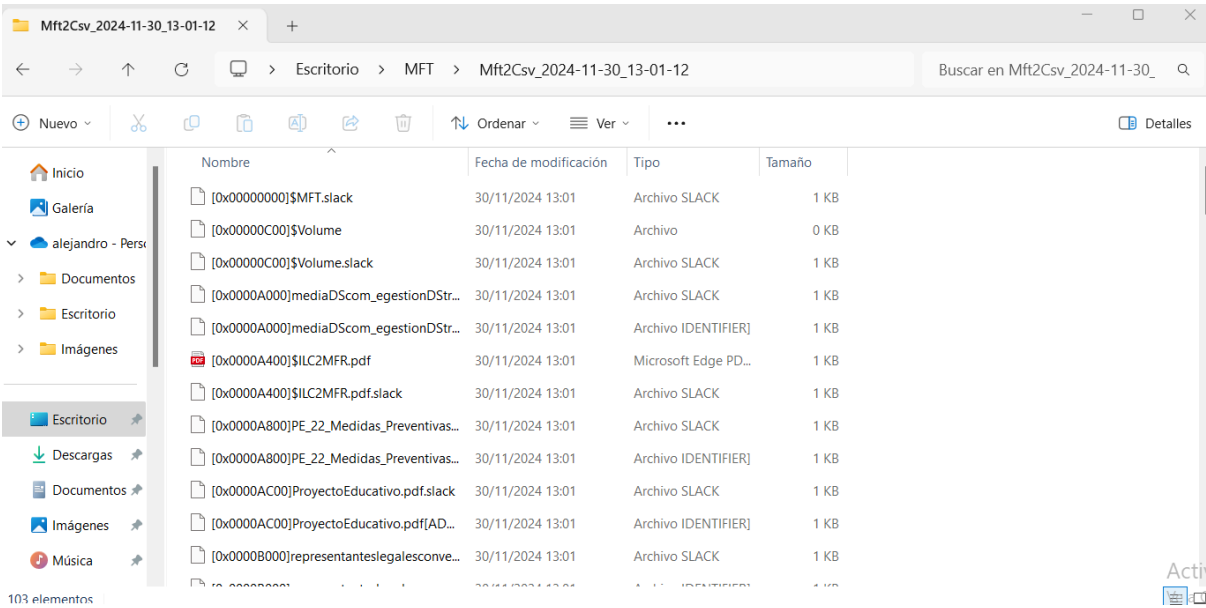 Mft2Csv_2024-11-30_13-01-12
Escritorio > MFT > Mft2Csv_2024-11-30_13-01-12
Buscar en Mft2Csv_2024-11-30_
Nuevo
Ordenar
Ver
Detalles
Inicio
Galería
alejandro - Perso
Documentos
Escritorio
Imágenes
Escritorio
Descargas
Documentos
Imágenes
Música
Nombre Fecha de modificación Tipo Tamaño
[0x00000000]$MFT.slack 30/11/2024 13:01 Archivo SLACK 1 KB
[0x00000C00]$Volume 30/11/2024 13:01 Archivo 0 KB
[0x00000C00]$Volume.slack 30/11/2024 13:01 Archivo SLACK 1 KB
[0x0000A000]mediaDScom_egestionDStr... 30/11/2024 13:01 Archivo SLACK 1 KB
[0x0000A000]mediaDScom_egestionDStr... 30/11/2024 13:01 Archivo IDENTIFIER] 1 KB
[0x0000A400]$ILC2MFR.pdf 30/11/2024 13:01 Microsoft Edge PD... 1 KB
[0x0000A400]$ILC2MFR.pdf.slack 30/11/2024 13:01 Archivo SLACK 1 KB
[0x0000A800]PE_22_Medidas_Preventivas... 30/11/2024 13:01 Archivo SLACK 1 KB
[0x0000A800]PE_22_Medidas_Preventivas... 30/11/2024 13:01 Archivo IDENTIFIER] 1 KB
[0x0000AC00]ProyectoEducativo.pdf.slack 30/11/2024 13:01 Archivo SLACK 1 KB
[0x0000AC00]ProyectoEducativo.pdf[AD... 30/11/2024 13:01 Archivo IDENTIFIER] 1 KB
[0x0000B000]representanteslegalesconve... 30/11/2024 13:01 Archivo SLACK 1 KB
103 elementos
Activ